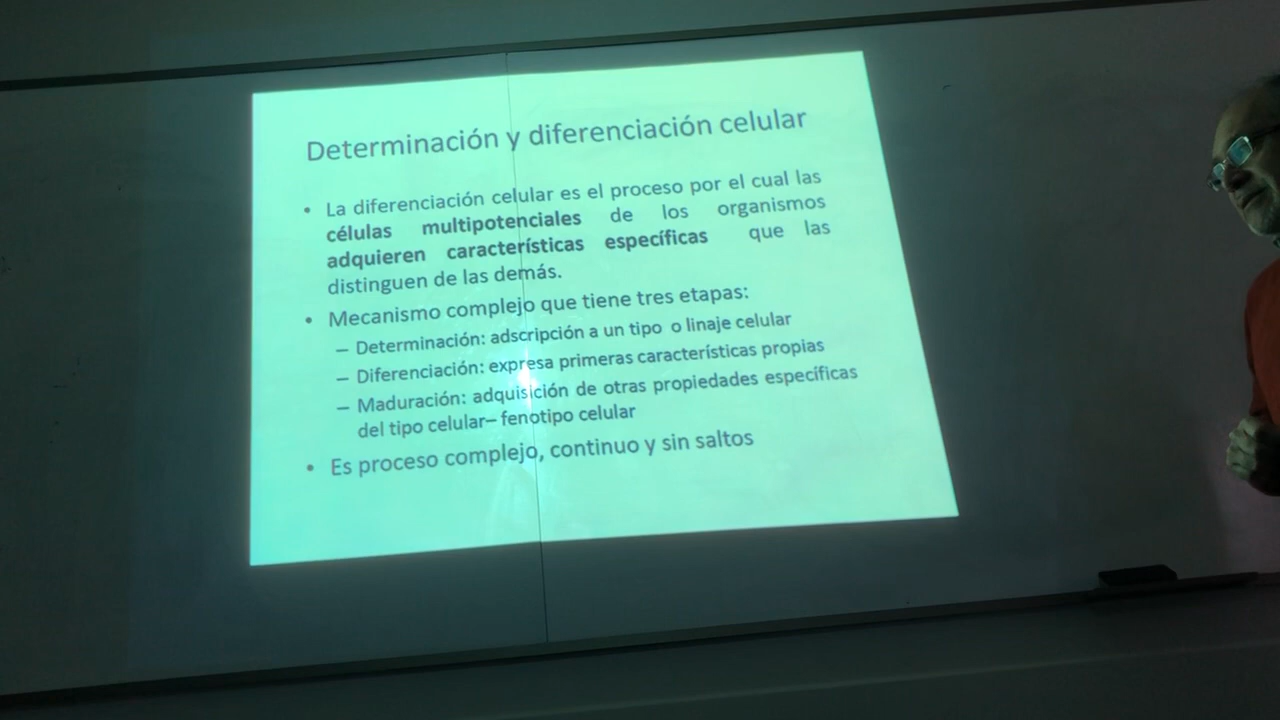 Determinación y diferenciación celular
• La diferenciación celular es el proceso por el cual las
células multipotenciales de los organismos
adquieren características específicas que las
distinguen de las demás.
• Mecanismo complejo que tiene tres etapas:
– Determinación: adscripción a un tipo o linaje celular
– Diferenciación: expresa primeras características propias
– Maduración: adquisición de otras propiedades específicas
del tipo celular– fenotipo celular
• Es proceso complejo, continuo y sin saltos